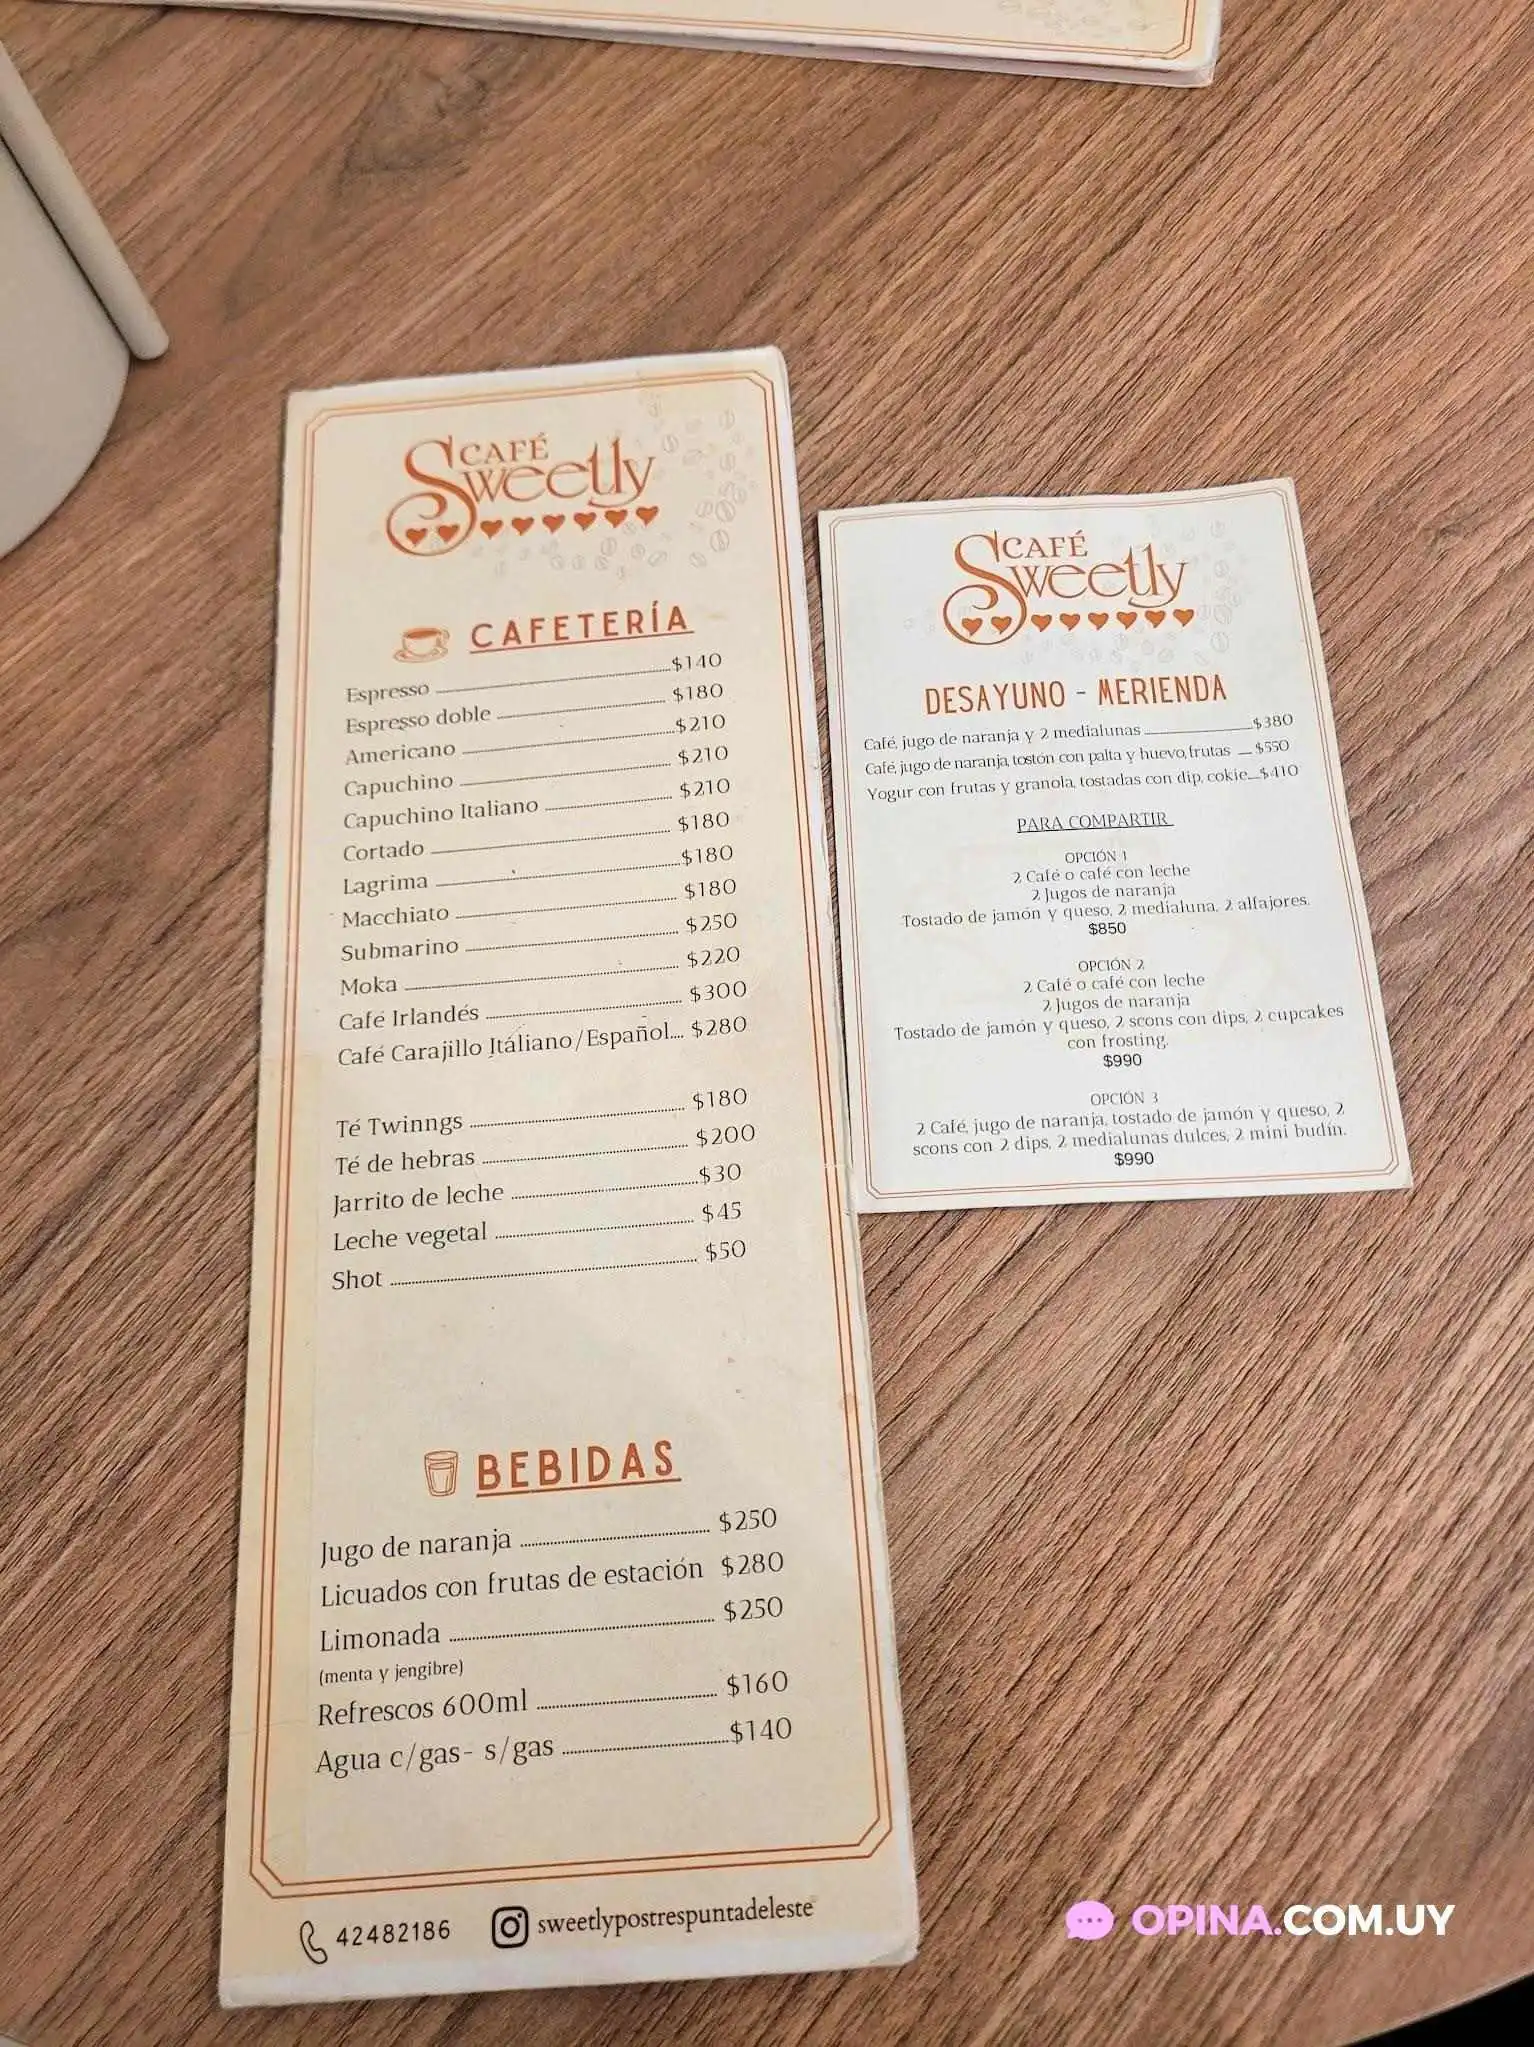 CAFÉ
Sweetly
CAFETERÍA
Espresso $140
Espresso doble $180
Americano $210
Capuchino $210
Capuchino Italiano $210
Cortado $180
Lagrima $180
Macchiato $180
Submarino $250
Moka $220
Café Irlandés $300
Café Carajillo Itáliano/Español.... $280
Té Twinngs $180
Té de hebras $200
Jarrito de leche $30
Leche vegetal $45
Shot $50
BEBIDAS
Jugo de naranja $250
Licuados con frutas de estación $280
Limonada $250
(menta y jengibre)
Refrescos 600ml $160
Agua c/gas- s/gas $140
42482186 sweetlypostrespuntadeleste
CAFÉ
Sweetly
DESAYUNO - MERIENDA
Café, jugo de naranja y 2 medialunas $380
Café, jugo de naranja, tostón con palta y huevo, frutas $550
Yogur con frutas y granola, tostadas con dip, cokie $410
PARA COMPARTIR
OPCIÓN 1
2 Café o café con leche
2 Jugos de naranja
Tostado de jamón y queso, 2 medialuna, 2 alfajores.
$850
OPCIÓN 2
2 Café o café con leche
2 Jugos de naranja
Tostado de jamón y queso, 2 scons con dips, 2 cupcakes
con frosting.
$990
OPCIÓN 3
2 Café, jugo de naranja, tostado de jamón y queso, 2
scons con 2 dips, 2 medialunas dulces, 2 mini budín.
$990
OPINA.COM.UY